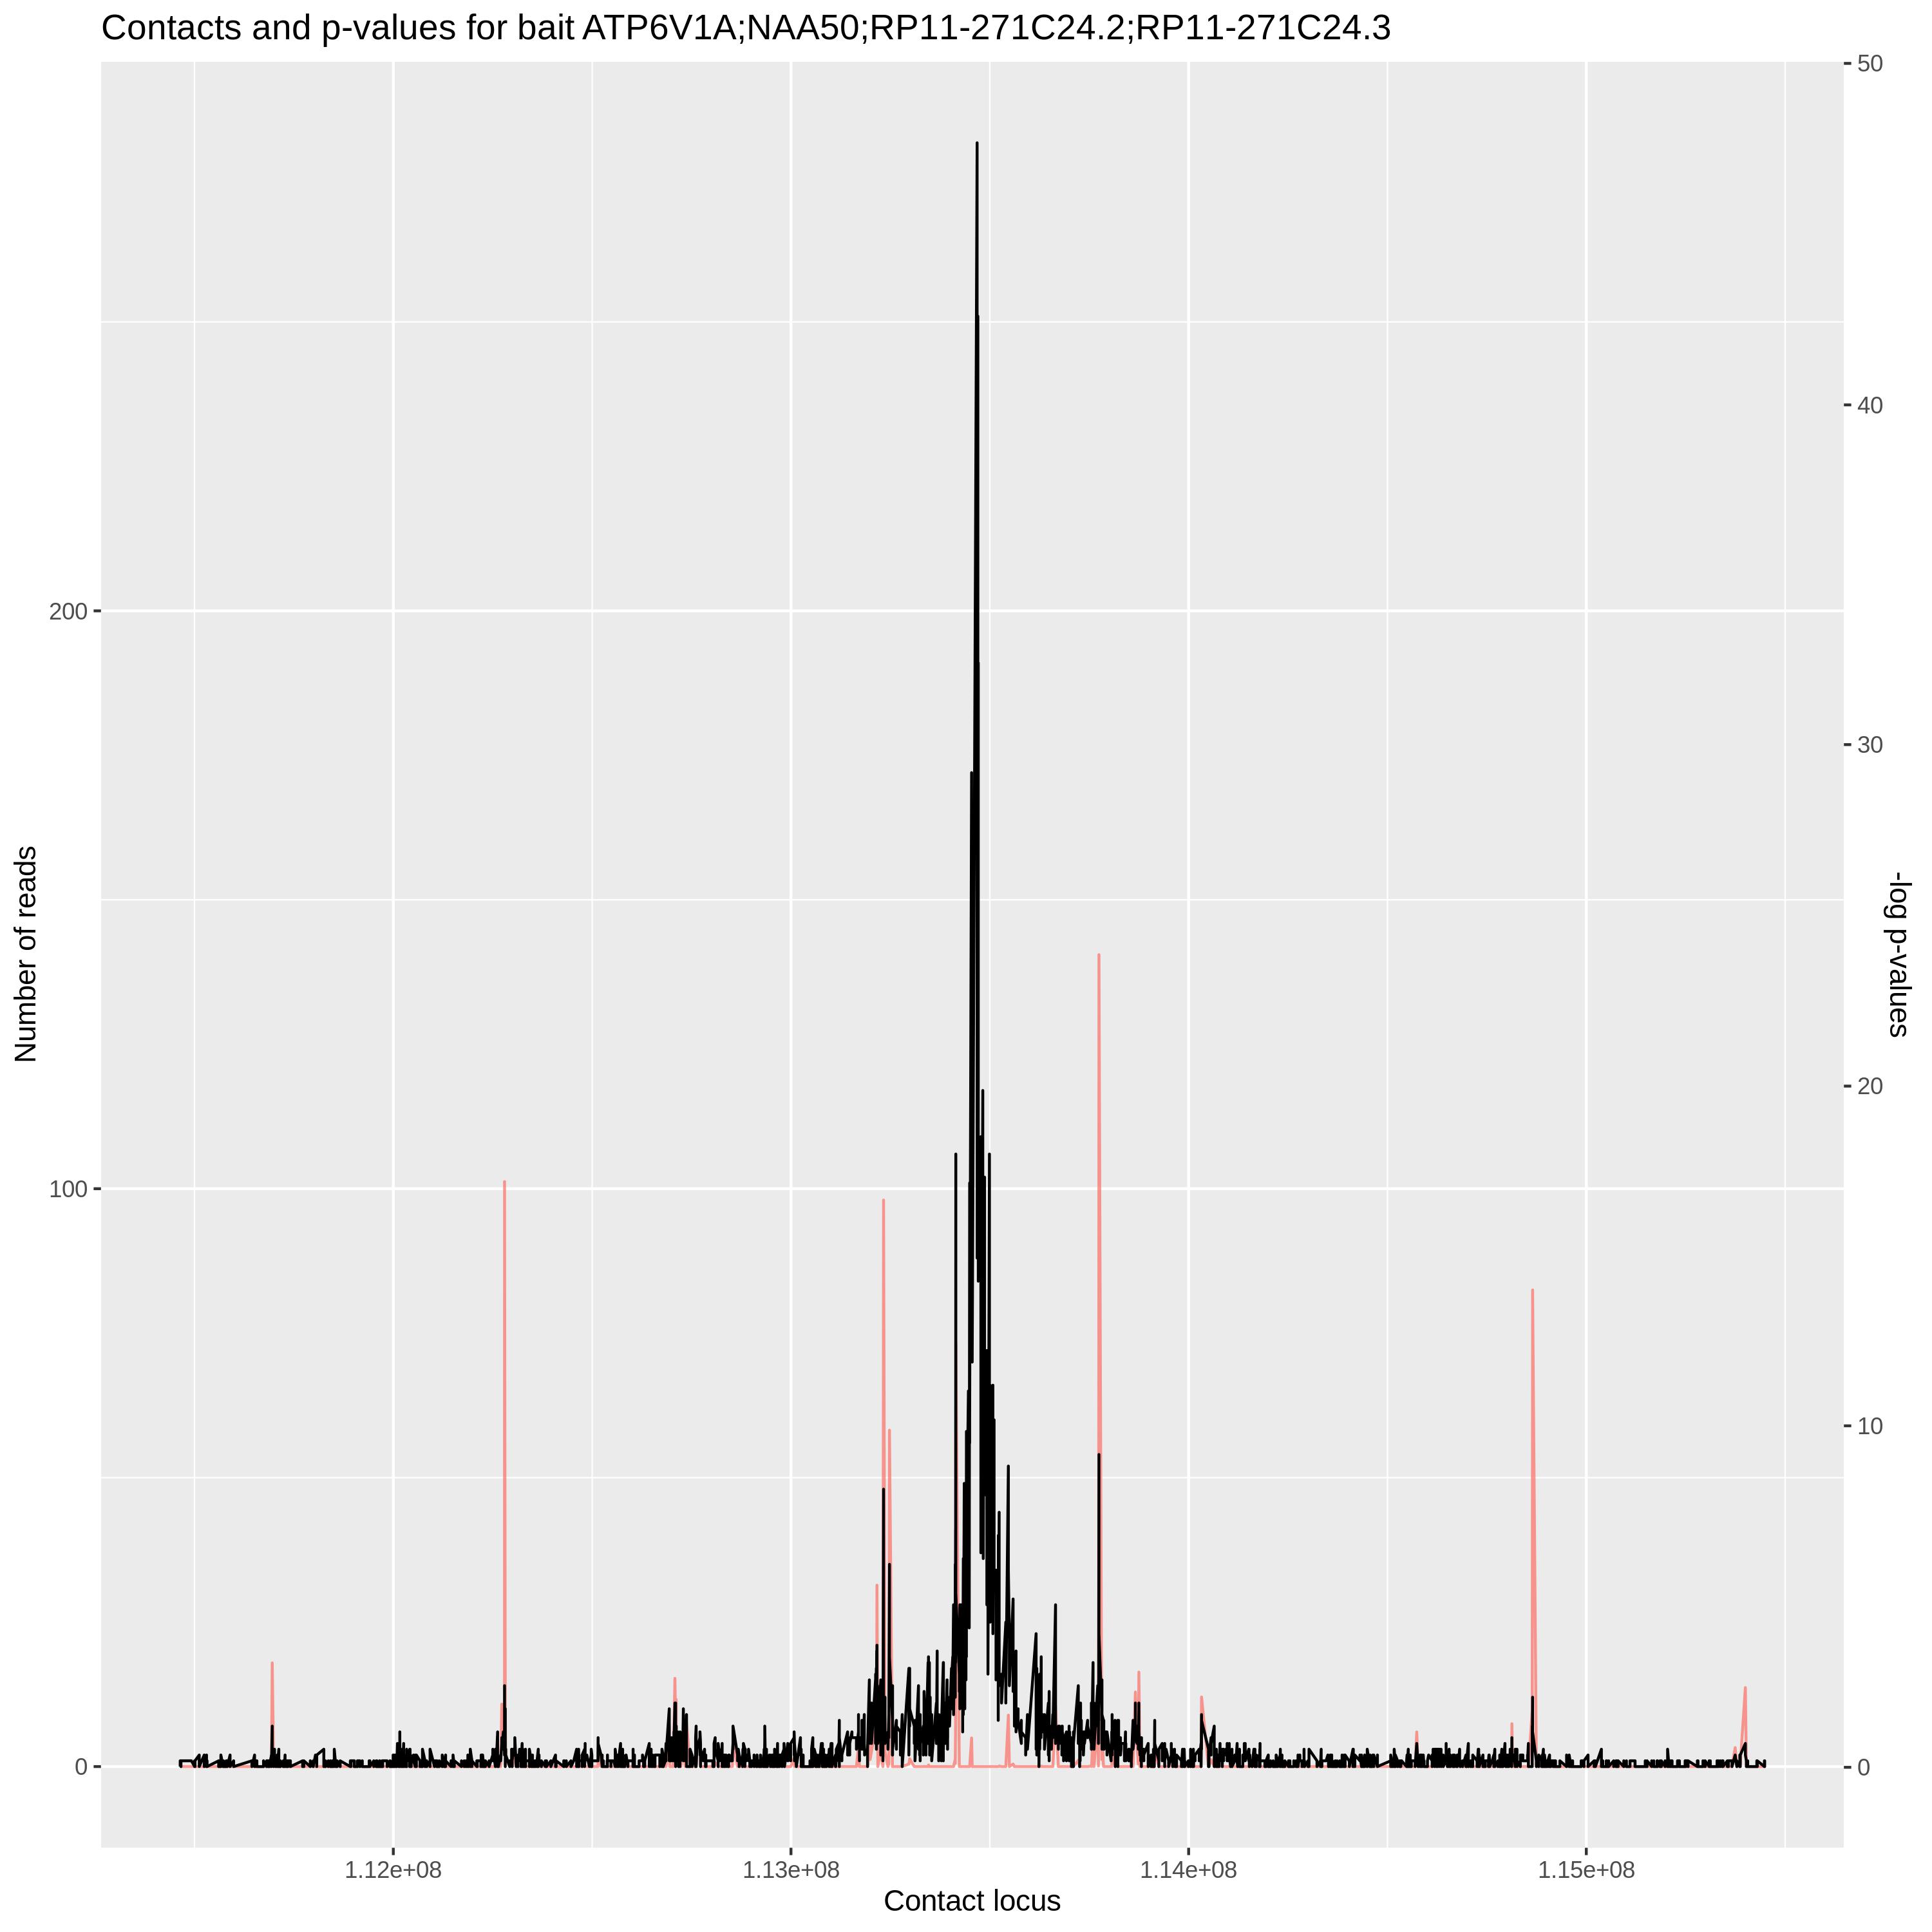 Contacts and p-values for bait ATP6V1A;NAA50;RP11-271C24.2;RP11-271C24.3
50
40
200
30
Number of reads
-log p-values
20
100
10
0
0
1.12e+08
1.13e+08
1.14e+08
1.15e+08
Contact locus